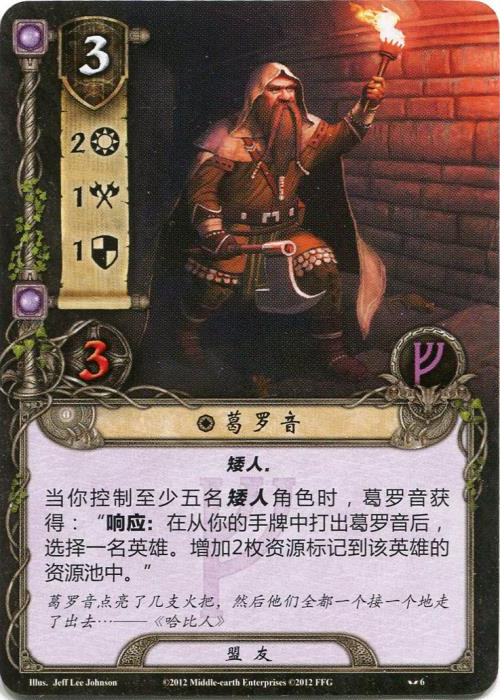 3
2
1
1
3
葛罗音
矮人.
当你控制至少五名矮人角色时，葛罗音获
得：“响应：在从你的手牌中打出葛罗音后，
选择一名英雄。增加2枚资源标记到该英雄的
资源池中。”
葛罗音点亮了几支火把，然后他们全都一个接一个地走
了出去……——《哈比人》
盟友
Illus. Jeff Lee Johnson ©2012 Middle-earth Enterprises ©2012 FFG 6